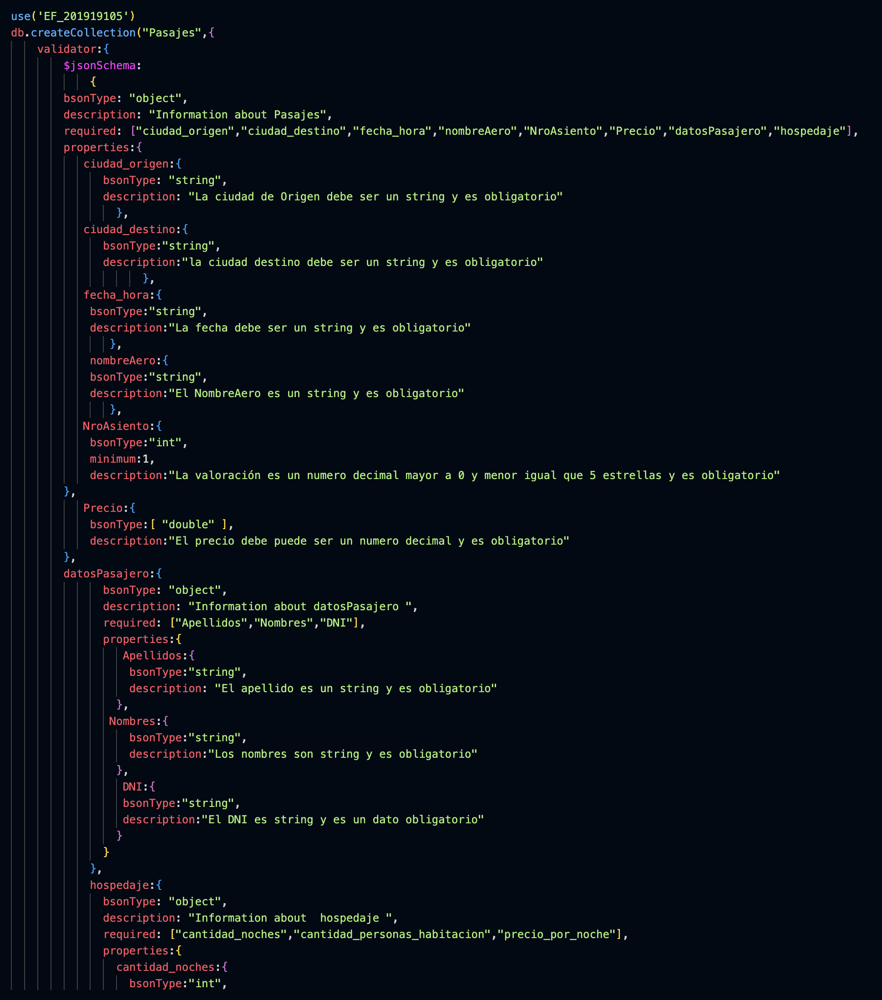 use('EF_201919105')
db.createCollection("Pasajes",{
validator:{
$jsonSchema:
{
bsonType: "object",
description: "Information about Pasajes",
required: ["ciudad_origen","ciudad_destino","fecha_hora","nombreAero","NroAsiento","Precio","datosPasajero","hospedaje"],
properties:{
ciudad_origen:{
bsonType: "string",
description: "La ciudad de Origen debe ser un string y es obligatorio"
},
ciudad_destino:{
bsonType:"string",
description:"la ciudad destino debe ser un string y es obligatorio"
},
fecha_hora:{
bsonType:"string",
description:"La fecha debe ser un string y es obligatorio"
},
nombreAero:{
bsonType:"string",
description:"El NombreAero es un string y es obligatorio"
},
NroAsiento:{
bsonType:"int",
minimum:1,
description:"La valoración es un numero decimal mayor a 0 y menor igual que 5 estrellas y es obligatorio"
},
Precio:{
bsonType:[ "double" ],
description:"El precio debe puede ser un numero decimal y es obligatorio"
},
datosPasajero:{
bsonType: "object",
description: "Information about datosPasajero ",
required: ["Apellidos","Nombres","DNI"],
properties:{
Apellidos:{
bsonType:"string",
description: "El apellido es un string y es obligatorio"
},
Nombres:{
bsonType:"string",
description:"Los nombres son string y es obligatorio"
},
DNI:{
bsonType:"string",
description:"El DNI es string y es un dato obligatorio"
}
}
},
hospedaje:{
bsonType: "object",
description: "Information about  hospedaje ",
required: ["cantidad_noches","cantidad_personas_habitacion","precio_por_noche"],
properties:{
cantidad_noches:{
bsonType:"int",